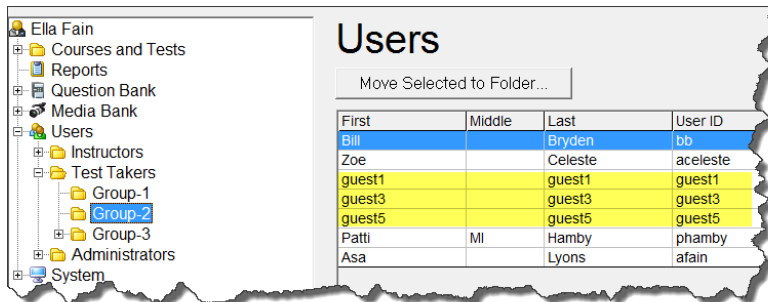 Ella Fain
Courses and Tests
Reports
Question Bank
Media Bank
Users
Instructors
Test Takers
Group-1
Group-2
Group-3
Administrators
System
Users
Move Selected to Folder...
First Middle Last User ID
Bill Bryden bb
Zoe Celeste aceleste
guest1 guest1 guest1
guest3 guest3 guest3
guest5 guest5 guest5
Patti MI Hamby phamby
Asa Lyons afain